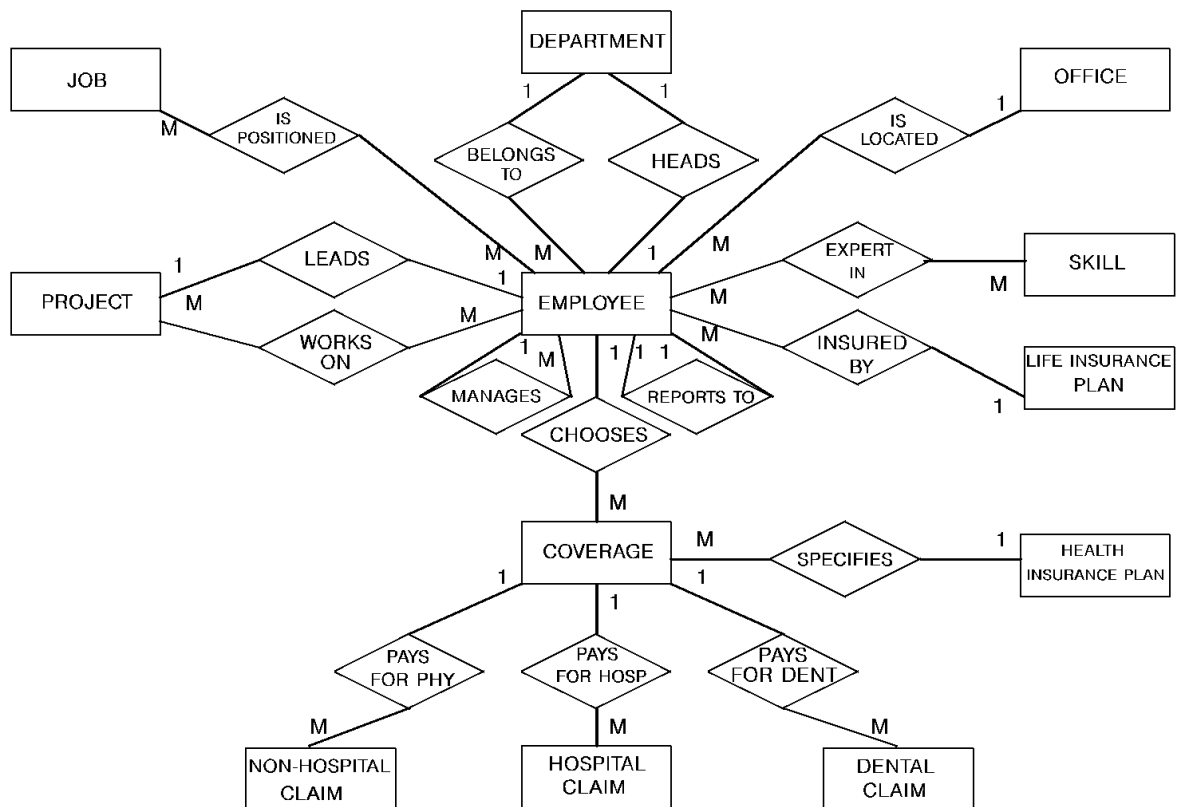 DEPARTMENT
JOB
OFFICE
1
1
1
M
IS
POSITIONED
IS
LOCATED
BELONGS
TO
HEADS
M
M
1
M
LEADS
EXPERT
IN
1
1
M
M
SKILL
PROJECT
M
EMPLOYEE
M
M
WORKS
ON
INSURED
BY
1
M
1
1
1
LIFE INSURANCE
PLAN
MANAGES
REPORTS TO
1
CHOOSES
M
COVERAGE
M
SPECIFIES
1
HEALTH
INSURANCE PLAN
1
1
1
PAYS
FOR PHY
PAYS
FOR HOSP
PAYS
FOR DENT
M
M
M
NON-HOSPITAL
CLAIM
HOSPITAL
CLAIM
DENTAL
CLAIM